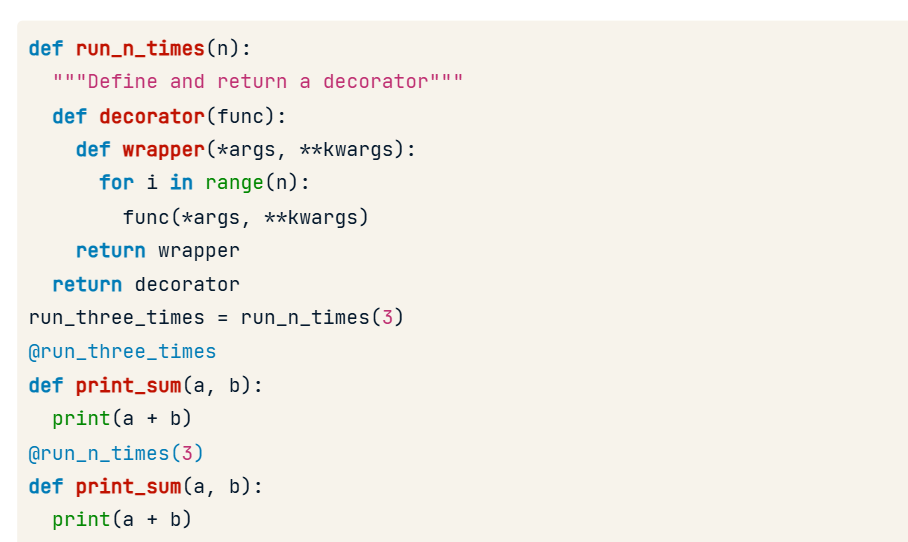 def run_n_times(n):
  """Define and return a decorator"""
  def decorator(func):
    def wrapper(*args, **kwargs):
      for i in range(n):
        func(*args, **kwargs)
    return wrapper
  return decorator
run_three_times = run_n_times(3)
@run_three_times
def print_sum(a, b):
  print(a + b)
@run_n_times(3)
def print_sum(a, b):
  print(a + b)